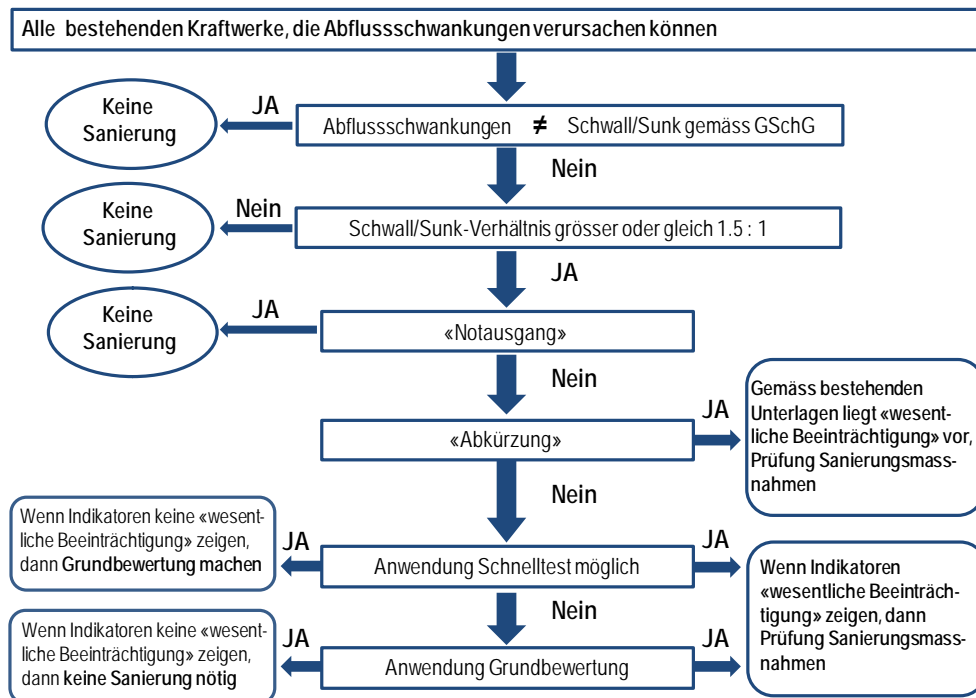 Alle bestehenden Kraftwerke, die Abflussschwankungen verursachen können
Keine
Sanierung
JA
Abflussschwankungen ≠ Schwall/Sunk gemäss GSchG
Nein
Keine
Sanierung
Nein
Schwall/Sunk-Verhältnis grösser oder gleich 1.5 : 1
JA
Keine
Sanierung
JA
«Notausgang»
Nein
«Abkürzung»
JA
Gemäss bestehenden
Unterlagen liegt «wesent-
liche Beeinträchtigung» vor,
Prüfung Sanierungsmass-
nahmen
Nein
Wenn Indikatoren keine «wesent-
liche Beeinträchtigung» zeigen,
dann Grundbewertung machen
JA
Anwendung Schnelltest möglich
JA
Wenn Indikatoren
«wesentliche Beeinträch-
tigung» zeigen, dann
Prüfung Sanierungsmass-
nahmen
Nein
Wenn Indikatoren keine «wesent-
liche Beeinträchtigung» zeigen,
dann keine Sanierung nötig
JA
Anwendung Grundbewertung
JA